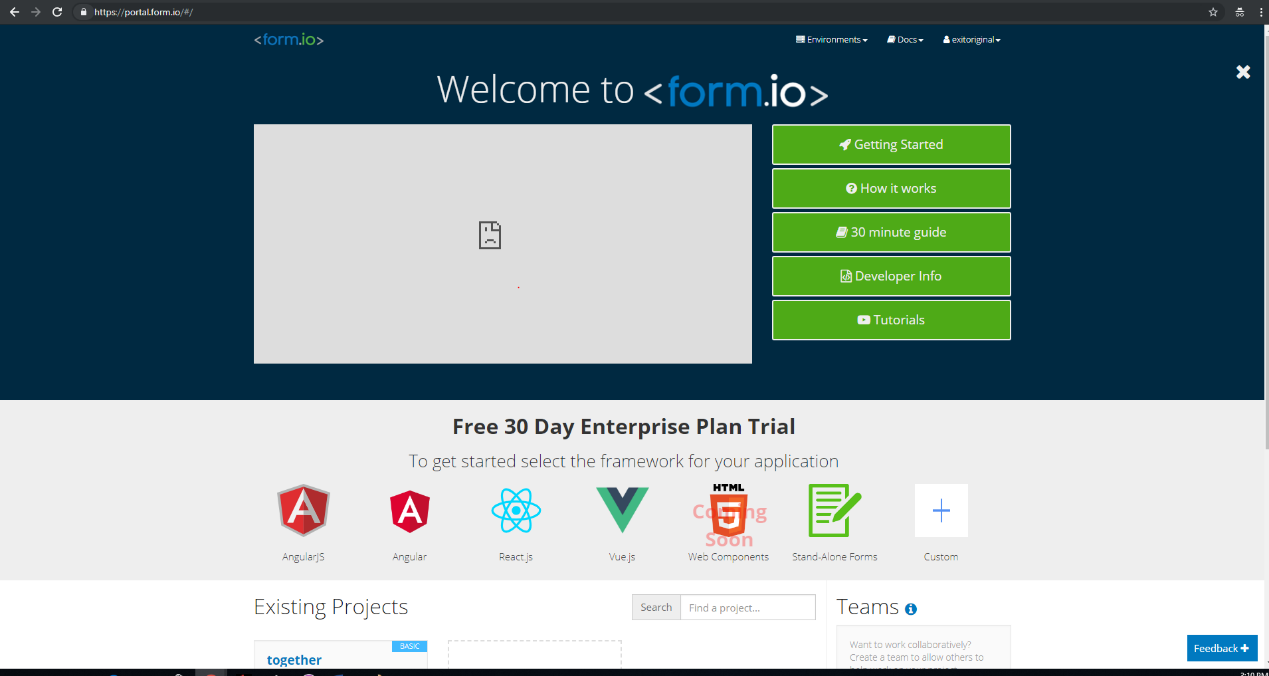 https://portal.form.io/#/
<form.io>
Environments
Docs
exitoriginal
Welcome to <form.io>
Getting Started
How it works
30 minute guide
Developer Info
Tutorials
Free 30 Day Enterprise Plan Trial
To get started select the framework for your application
HTML
Coming
Soon
AngularJS
Angular
React.js
Vue.js
Web Components
Stand-Alone Forms
Custom
Existing Projects
Search
Find a project...
BASIC
together
Teams
Want to work collaboratively?
Create a team to allow others to
Feedback